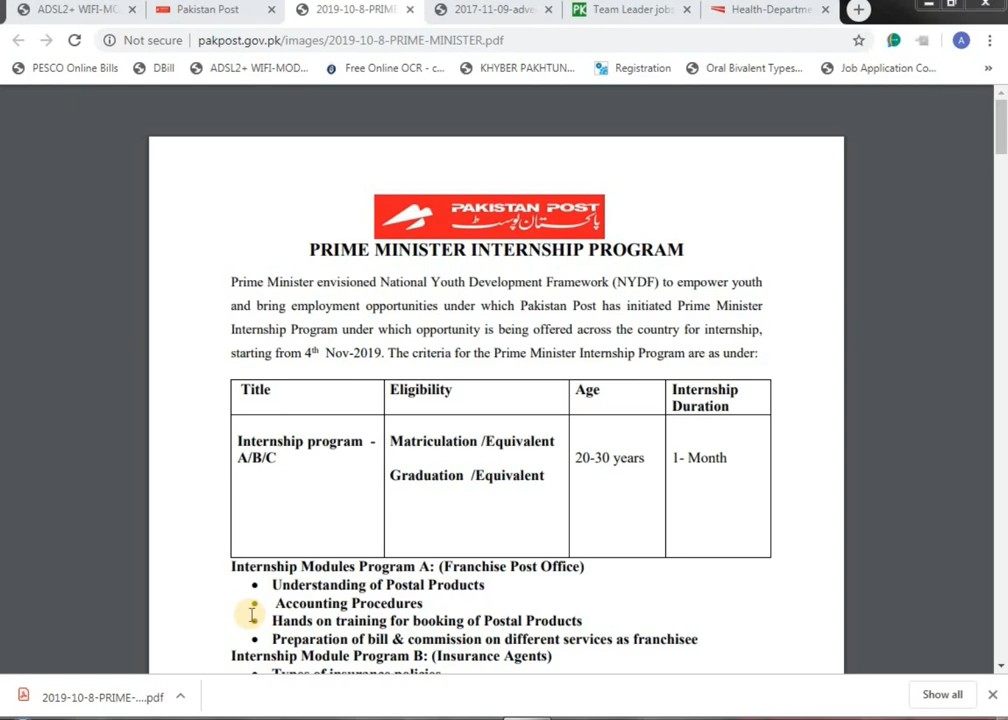 ADSL2+ WIFI-MO
Pakistan Post
2019-10-8-PRIME
2017-11-09-adve
Team Leader jobs
Health-Departme
Not secure
pakpost.gov.pk/images/2019-10-8-PRIME-MINISTER.pdf
A
PESCO Online Bills
DBill
ADSL2+ WIFI-MOD...
Free Online OCR - c...
KHYBER PAKHTUN...
Registration
Oral Bivalent Types...
Job Application Co...
»
PAKISTAN POST
پاکستان پوسٹ
PRIME MINISTER INTERNSHIP PROGRAM
Prime Minister envisioned National Youth Development Framework (NYDF) to empower youth
and bring employment opportunities under which Pakistan Post has initiated Prime Minister
Internship Program under which opportunity is being offered across the country for internship,
starting from 4th Nov-2019. The criteria for the Prime Minister Internship Program are as under:
Title
Eligibility
Age
Internship
Duration
Internship program -
A/B/C
Matriculation /Equivalent
Graduation /Equivalent
20-30 years
1- Month
Internship Modules Program A: (Franchise Post Office)
• Understanding of Postal Products
• Accounting Procedures
• Hands on training for booking of Postal Products
• Preparation of bill & commission on different services as franchisee
Internship Module Program B: (Insurance Agents)
• Types of insurance policies
2019-10-8-PRIME-....pdf
Show all